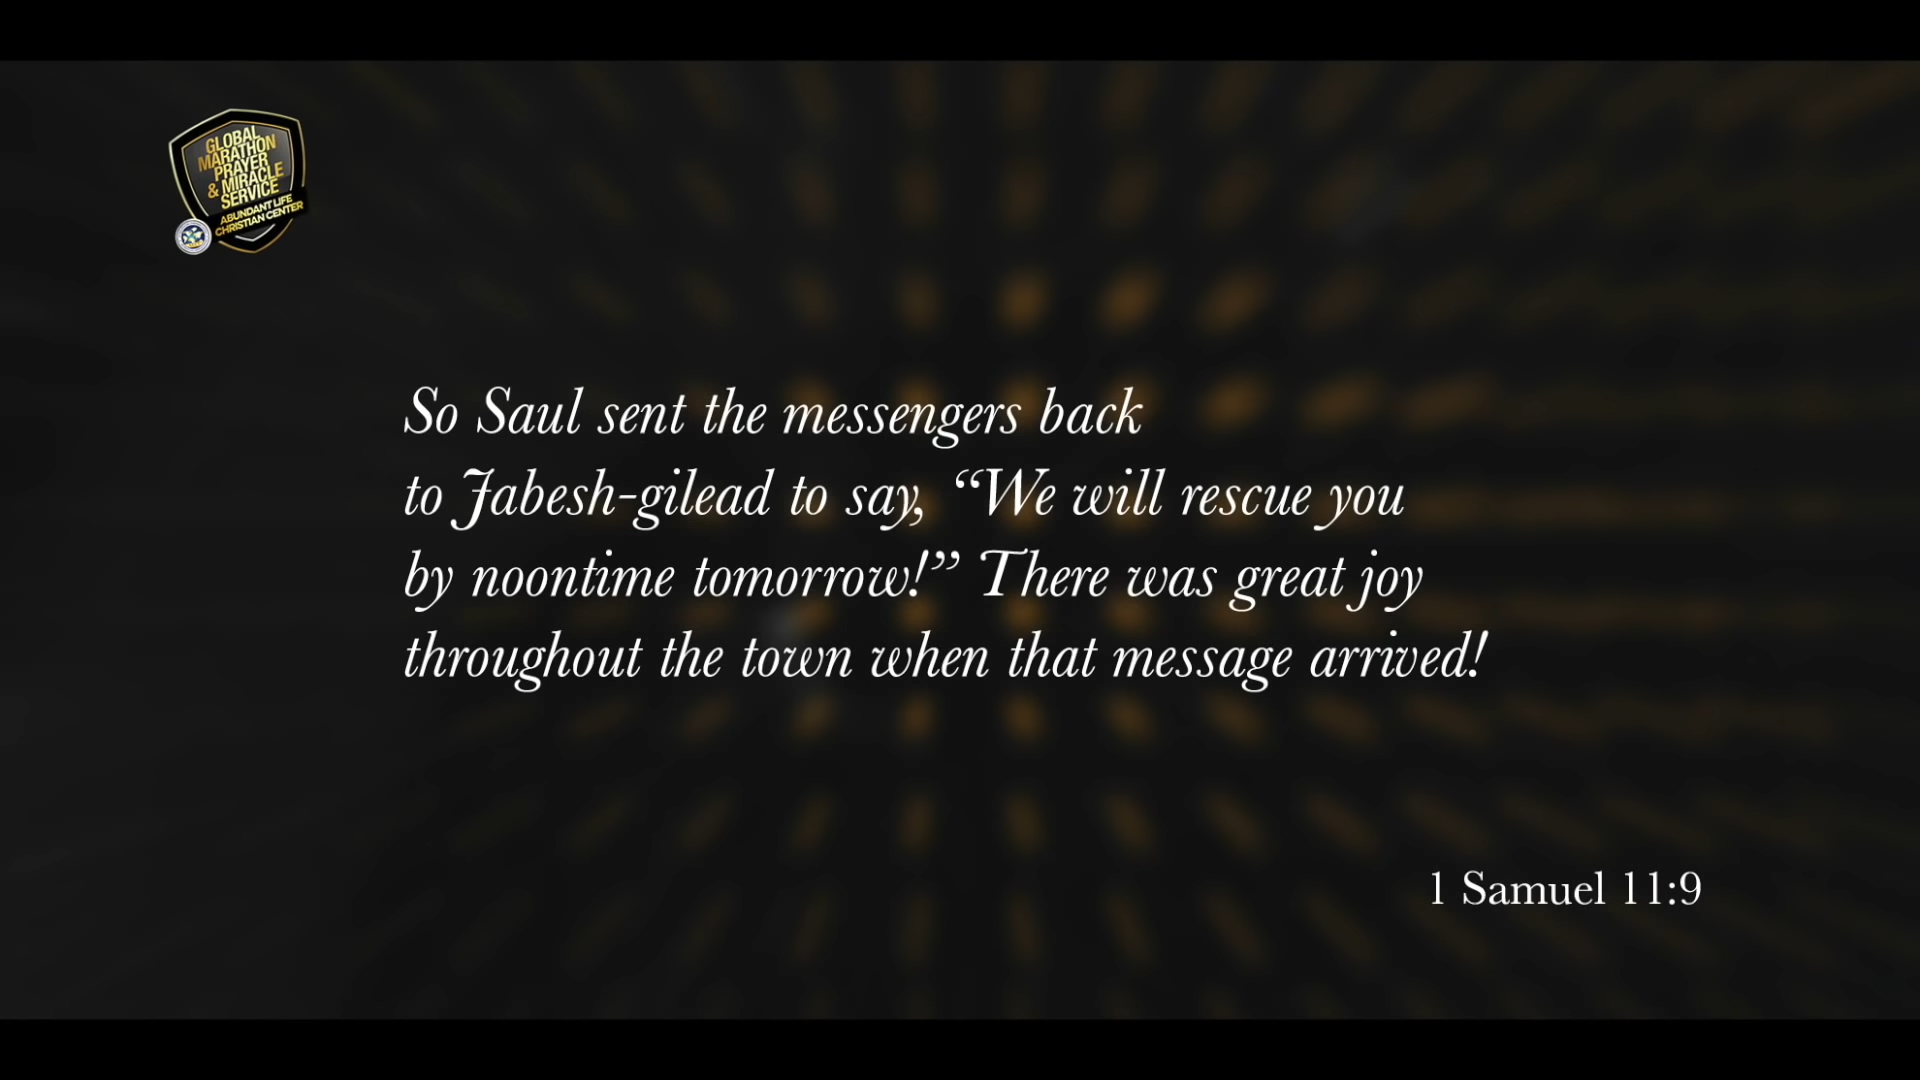 GLOBAL
MARATHON
PRAYER
& MIRACLE
SERVICE
ABUNDANT LIFE
CHRISTIAN CENTER
So Saul sent the messengers back
to Jabesh-gilead to say, “We will rescue you
by noontime tomorrow!” There was great joy
throughout the town when that message arrived!
1 Samuel 11:9